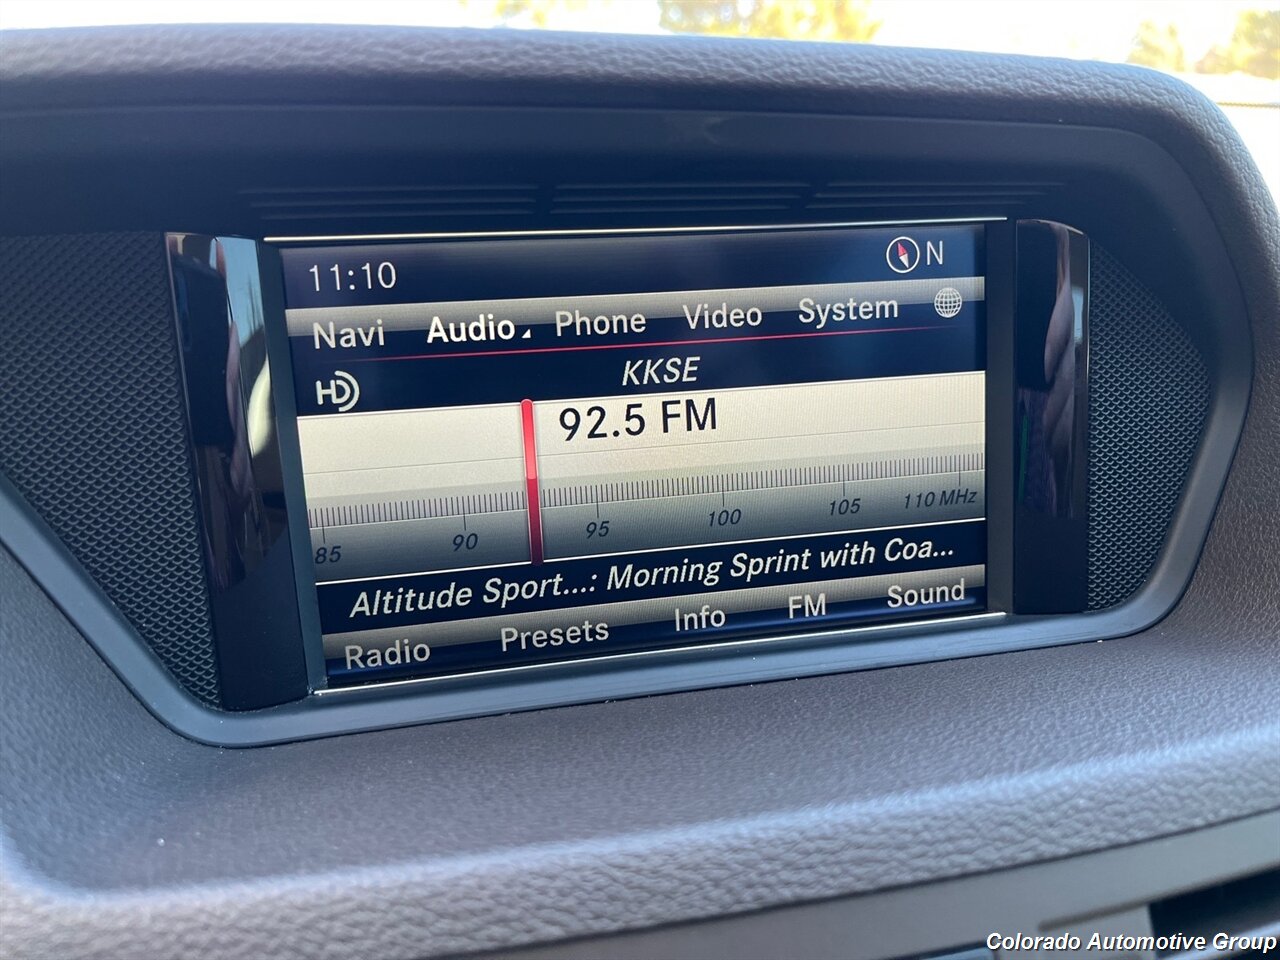 11:10 N
Navi Audio Phone Video System
HD KKSE
92.5 FM
85 90 95 100 105 110 MHz
Altitude Sport...: Morning Sprint with Coa...
Radio Presets Info FM Sound
Colorado Automotive Group